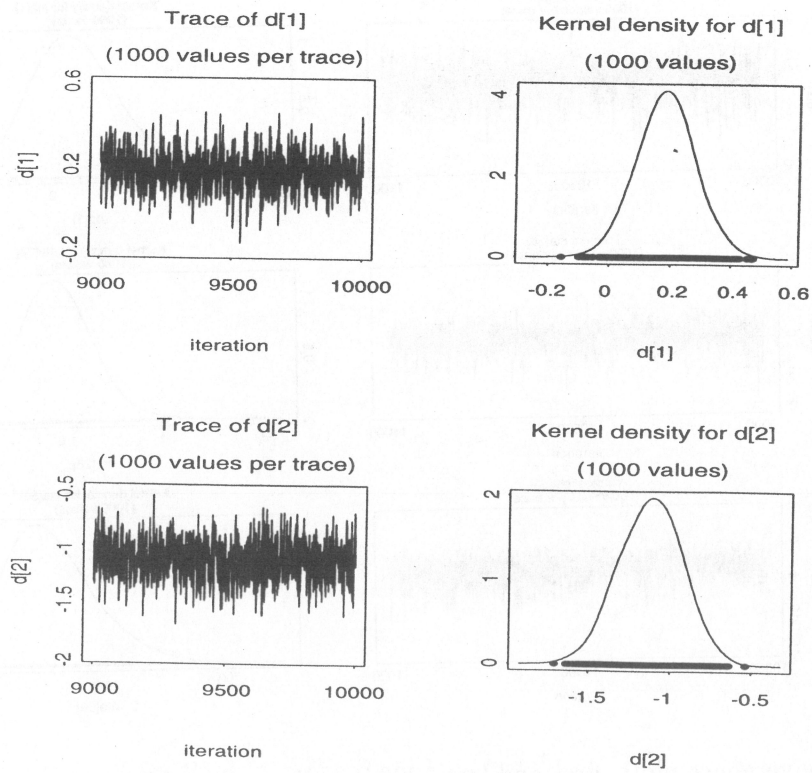 Trace of d[1]
(1000 values per trace)
0.6
0.2
-0.2
d[1]
9000 9500 10000
iteration
Kernel density for d[1]
(1000 values)
4
2
0
-0.2 0 0.2 0.4 0.6
d[1]
Trace of d[2]
(1000 values per trace)
-0.5
-1
-1.5
-2
d[2]
9000 9500 10000
iteration
Kernel density for d[2]
(1000 values)
2
1
0
-1.5 -1 -0.5
d[2]